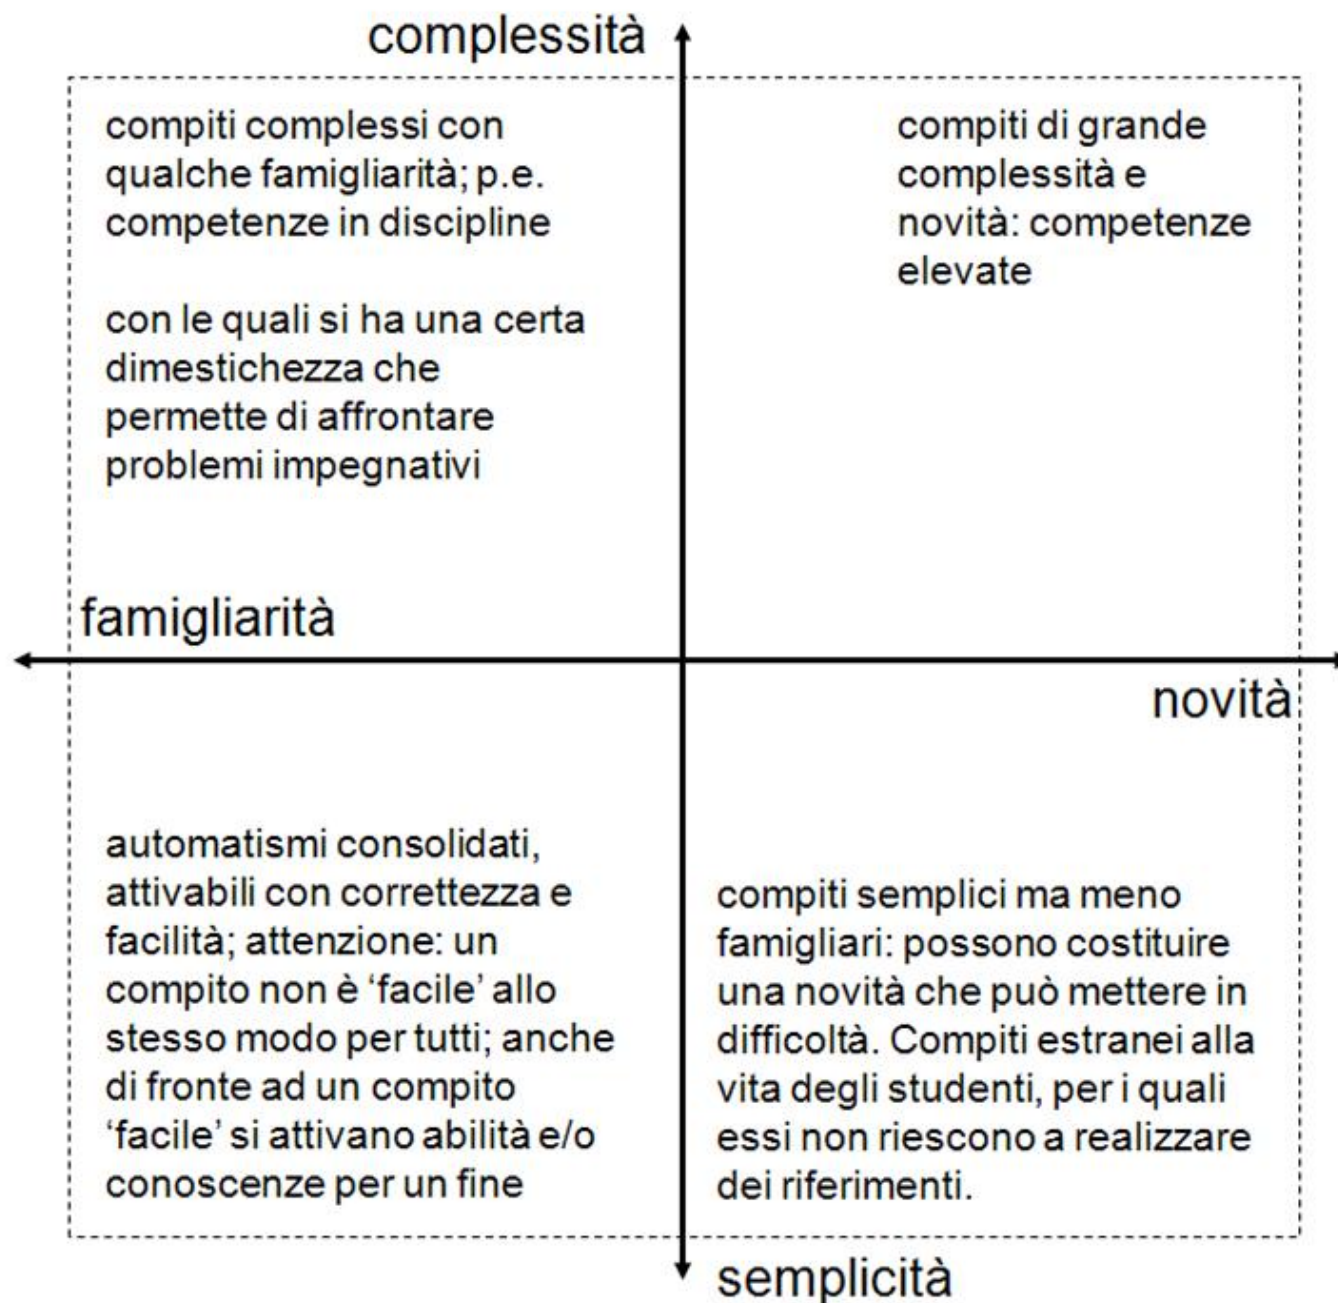 complessità
compiti complessi con
qualche famigliarità; p.e.
competenze in discipline
con le quali si ha una certa
dimestichezza che
permette di affrontare
problemi impegnativi
compiti di grande
complessità e
novità: competenze
elevate
famigliarità
novità
automatismi consolidati,
attivabili con correttezza e
facilità; attenzione: un
compito non è ‘facile’ allo
stesso modo per tutti; anche
di fronte ad un compito
‘facile’ si attivano abilità e/o
conoscenze per un fine
compiti semplici ma meno
famigliari: possono costituire
una novità che può mettere in
difficoltà. Compiti estranei alla
vita degli studenti, per i quali
essi non riescono a realizzare
dei riferimenti.
semplicità